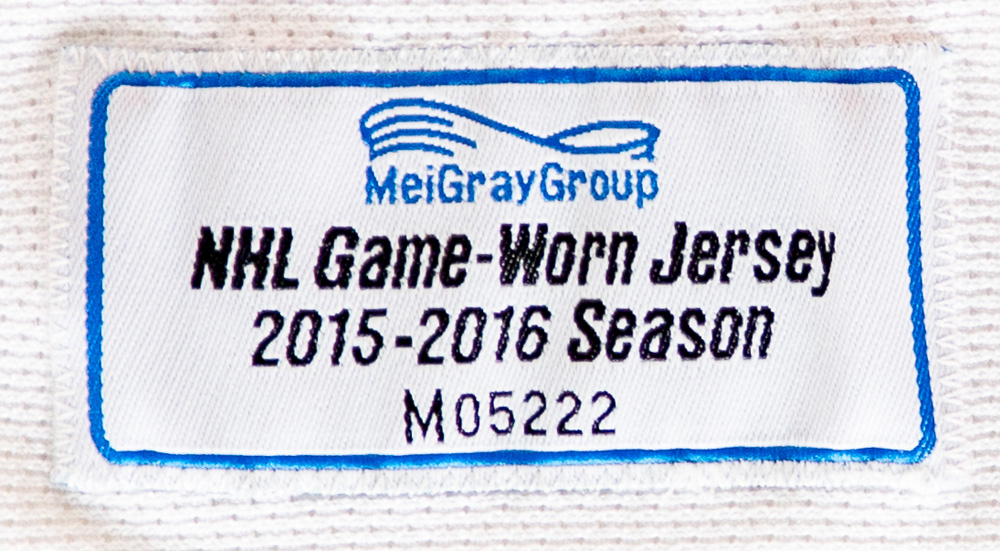 MeiGrayGroup
NHL Game-Worn Jersey
2015-2016 Season
M05222